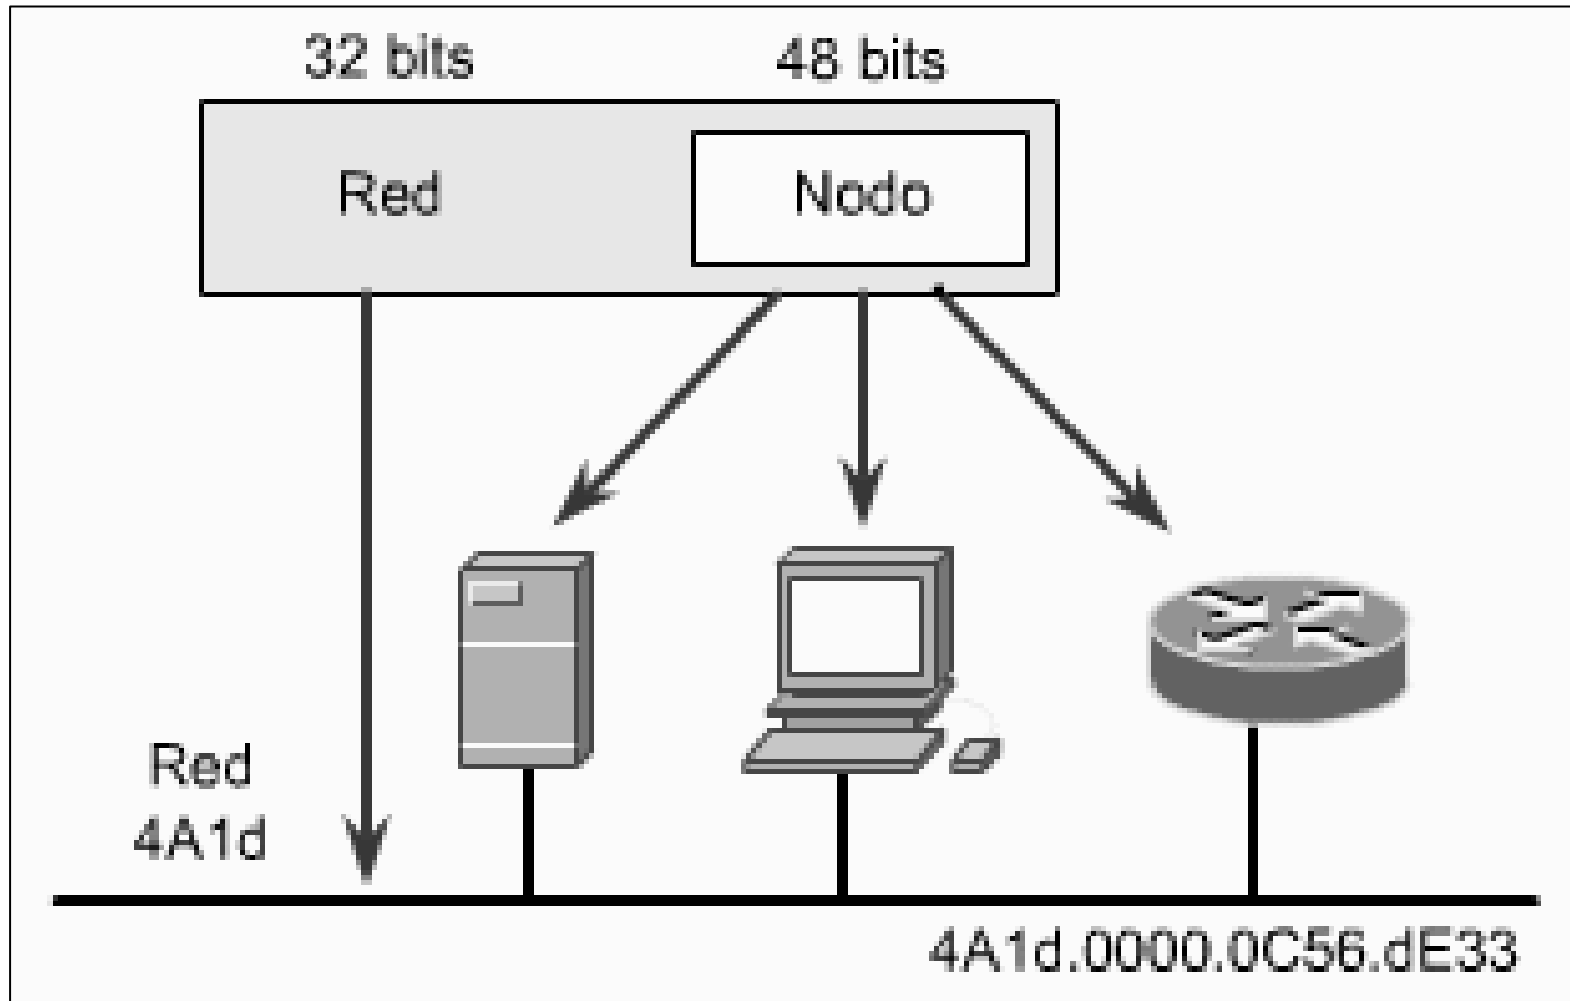 32 bits
48 bits
Red
Nodo
Red
4A1d
4A1d.0000.0C56.dE33